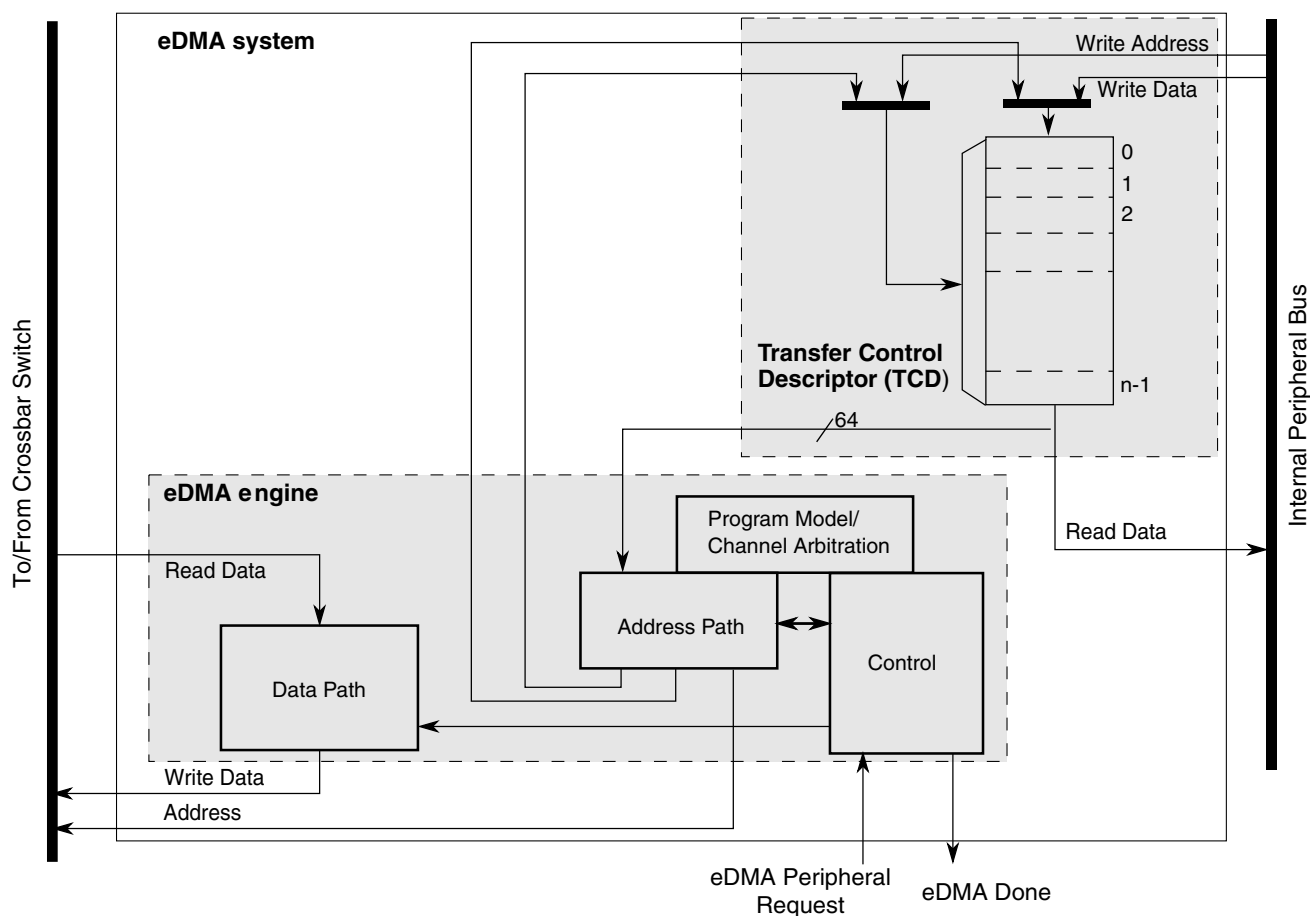 eDMA system
Write Address
Write Data
0
1
2
n-1
Transfer Control
Descriptor (TCD)
64
To/From Crossbar Switch
Internal Peripheral Bus
eDMA engine
Program Model/
Channel Arbitration
Read Data
Read Data
Address Path
Control
Data Path
Write Data
Address
eDMA Peripheral
Request
eDMA Done